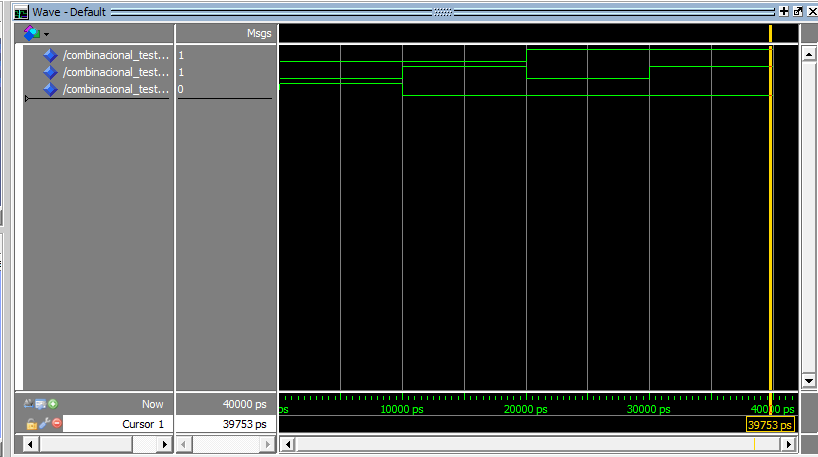 Wave - Default
Msgs
/combinacional_test... 1
/combinacional_test... 1
/combinacional_test... 0
Now 40000 ps
ps 10000 ps 20000 ps 30000 ps 40000 ps
Cursor 1 39753 ps
39753 ps